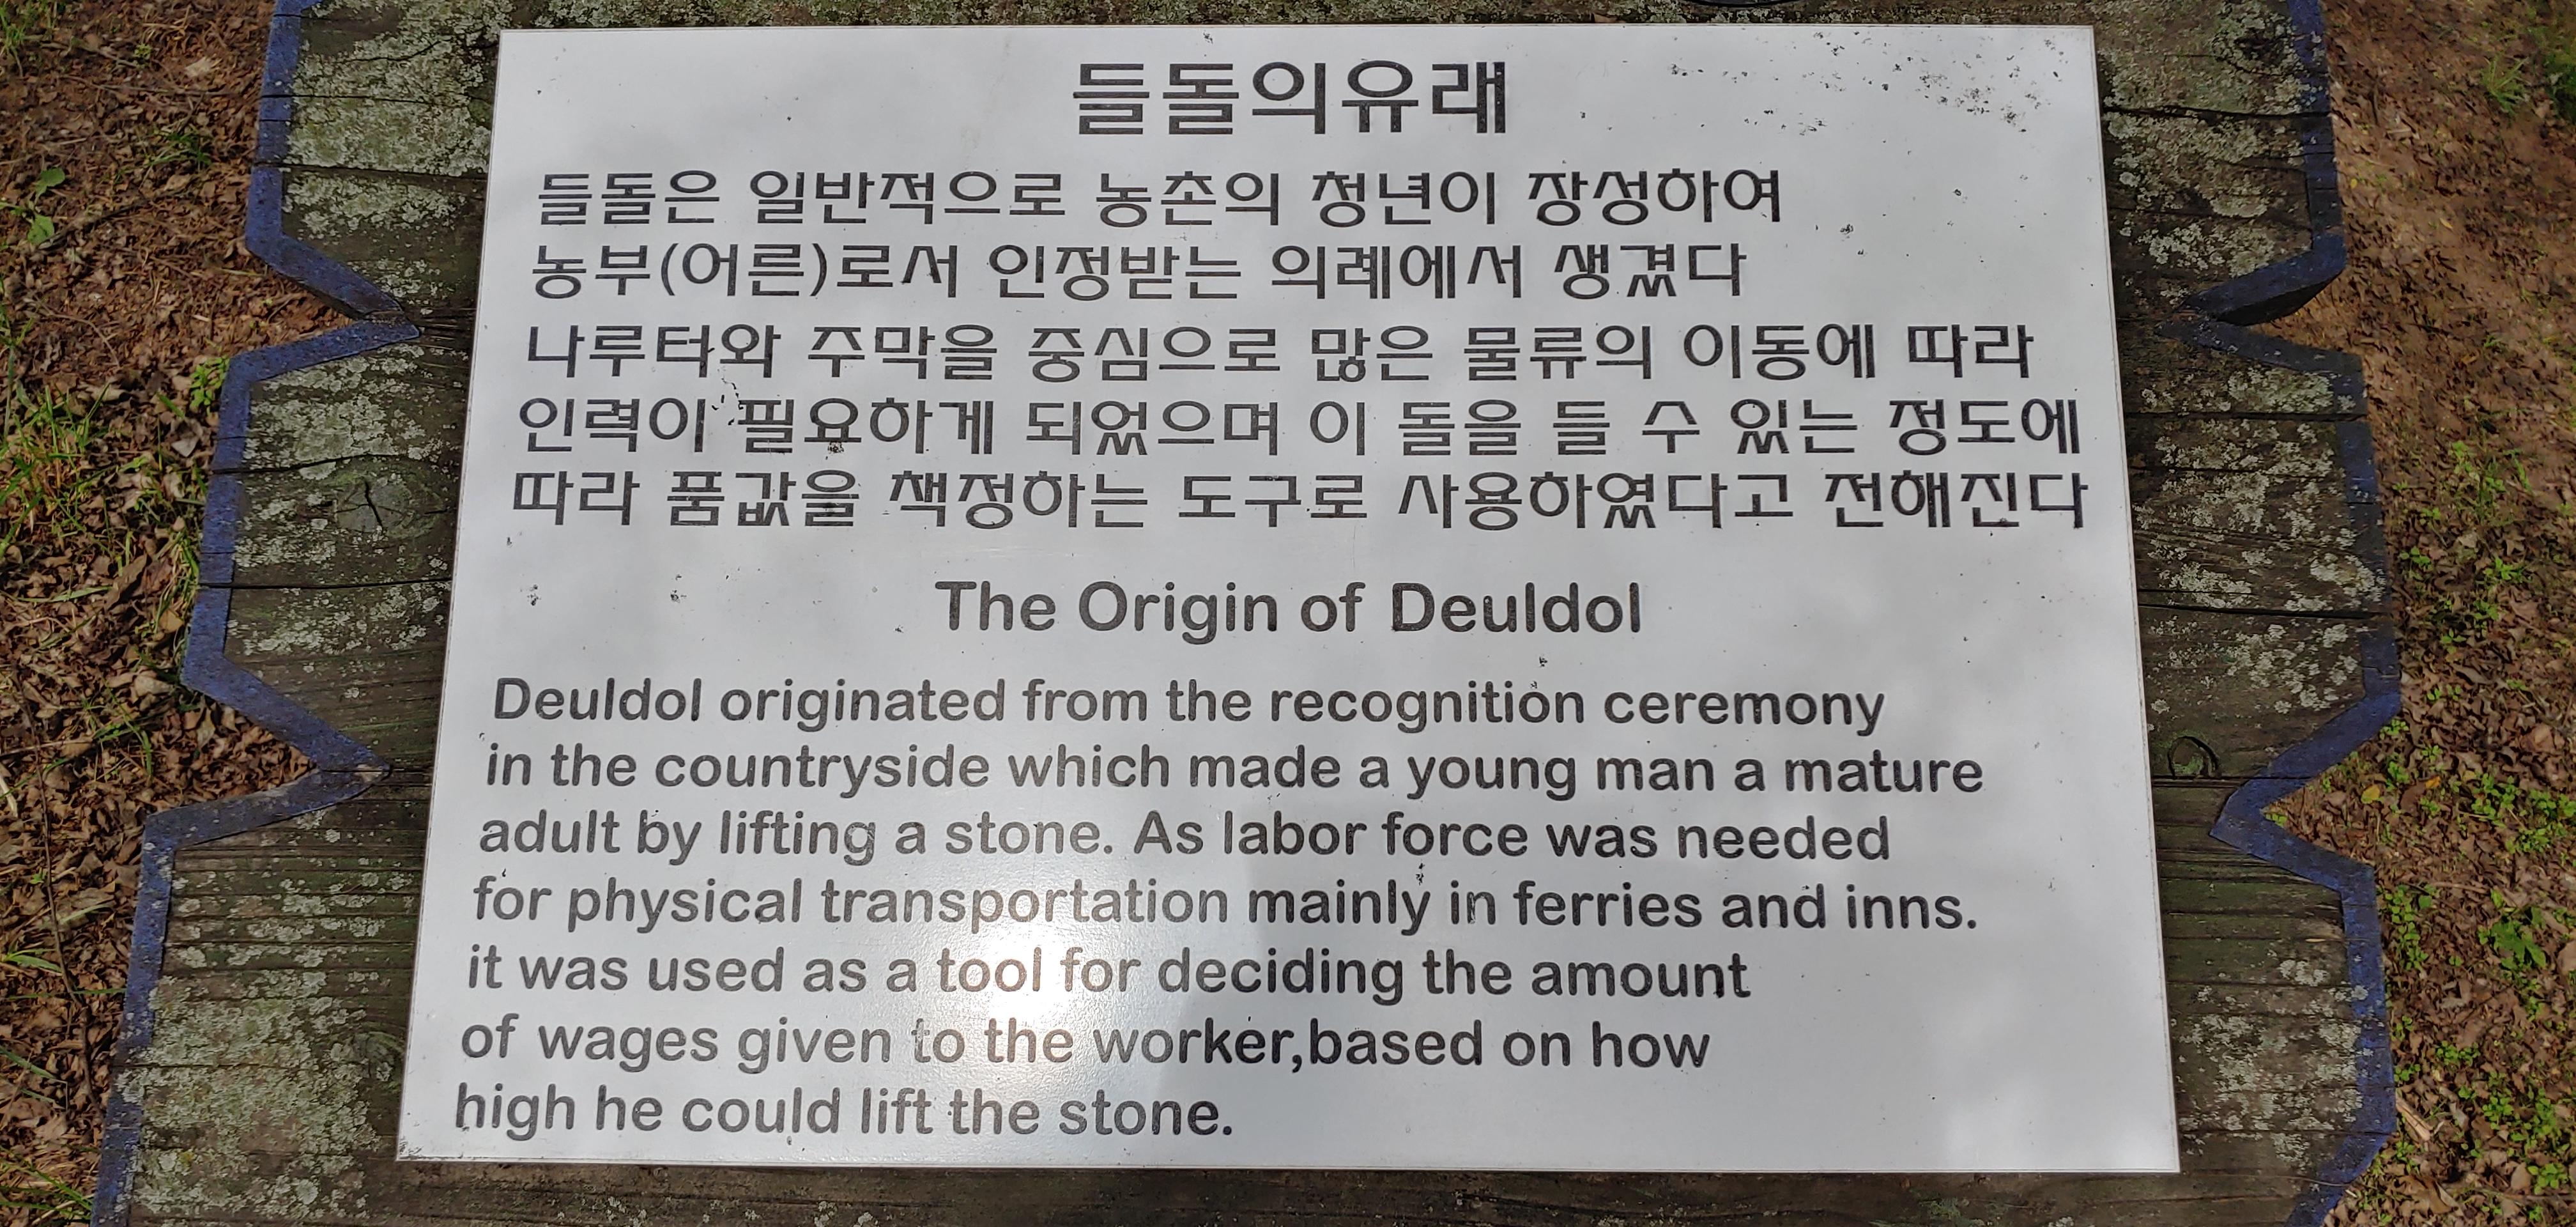 들돌의유래
들돌은 일반적으로 농촌의 청년이 장성하여
농부(어른)로서 인정받는 의례에서 생겼다
나루터와 주막을 중심으로 많은 물류의 이동에 따라
인력이 필요하게 되었으며 이 돌을 들 수 있는 정도에
따라 품값을 책정하는 도구로 사용하였다고 전해진다
The Origin of Deuldol
Deuldol originated from the recognition ceremony
in the countryside which made a young man a mature
adult by lifting a stone. As labor force was needed
for physical transportation mainly in ferries and inns.
it was used as a tool for deciding the amount
of wages given to the worker,based on how
high he could lift the stone.